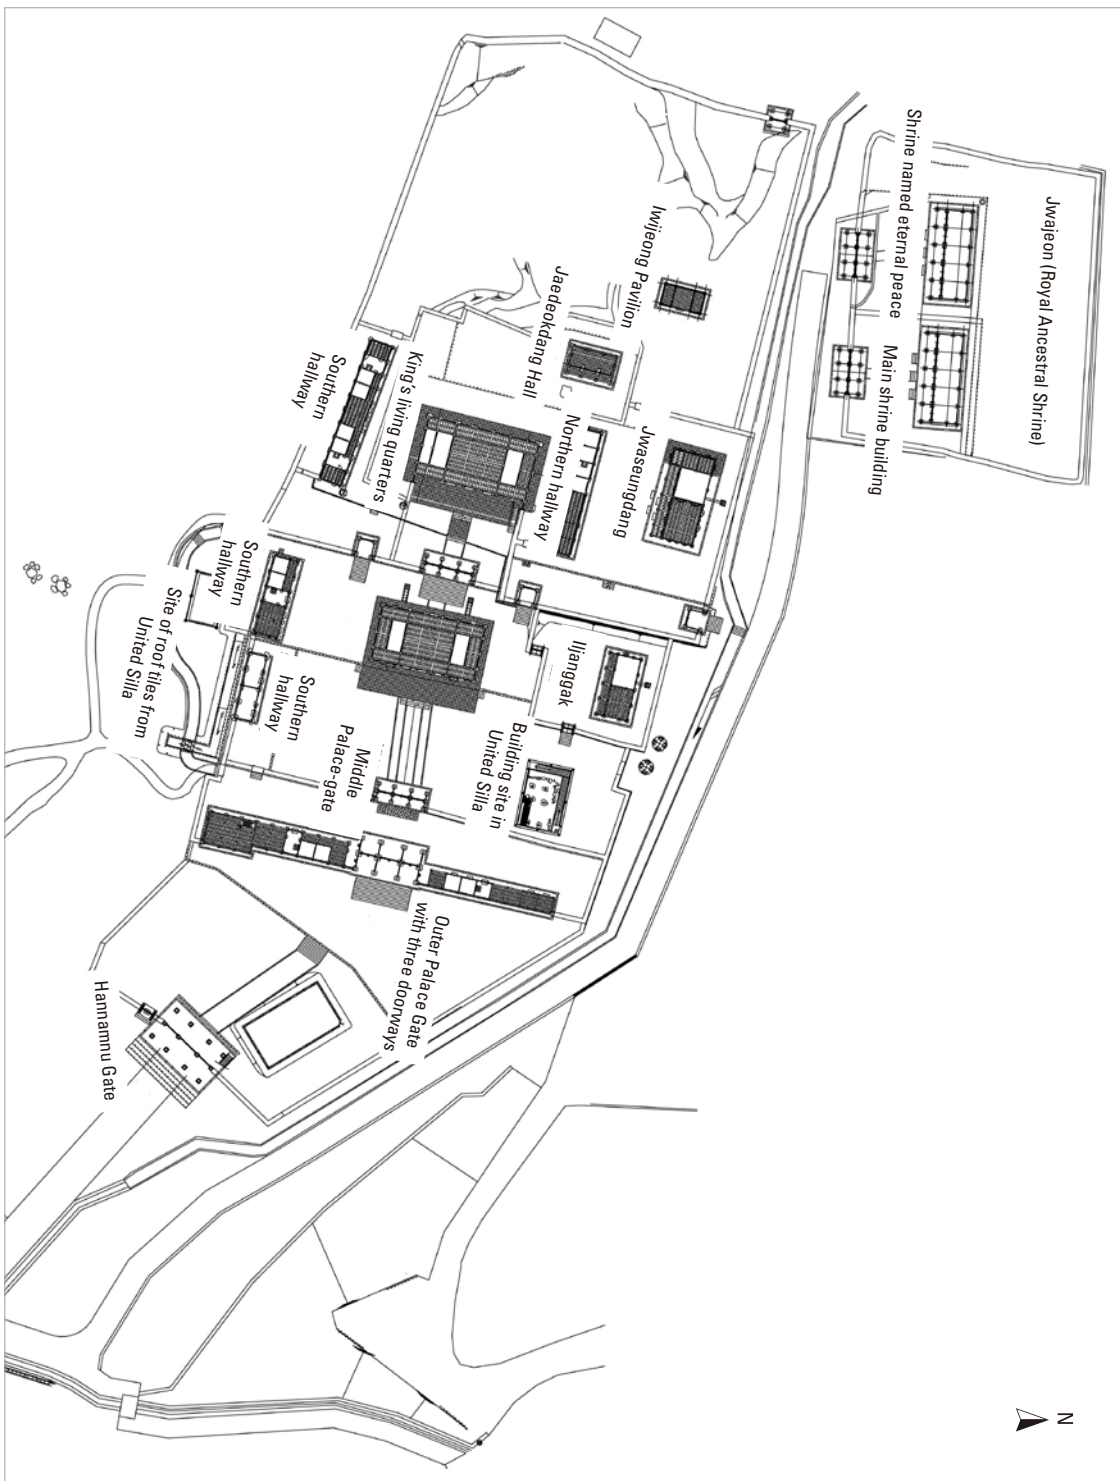 Jwajeon (Royal Ancestral Shrine)
Shrine named eternal peace
Main shrine building
Iwijeong Pavilion
Jaedeokdang Hall
Jwaseungdang
Northern hallway
King's living quarters
Southern
hallway
Iljanggak
Building site in
United Silla
Southern
hallway
Southern
hallway
Middle
Palace-gate
Site of roof tiles from
United Silla
Outer Palace Gate
with three doorways
Hannamnu Gate
N